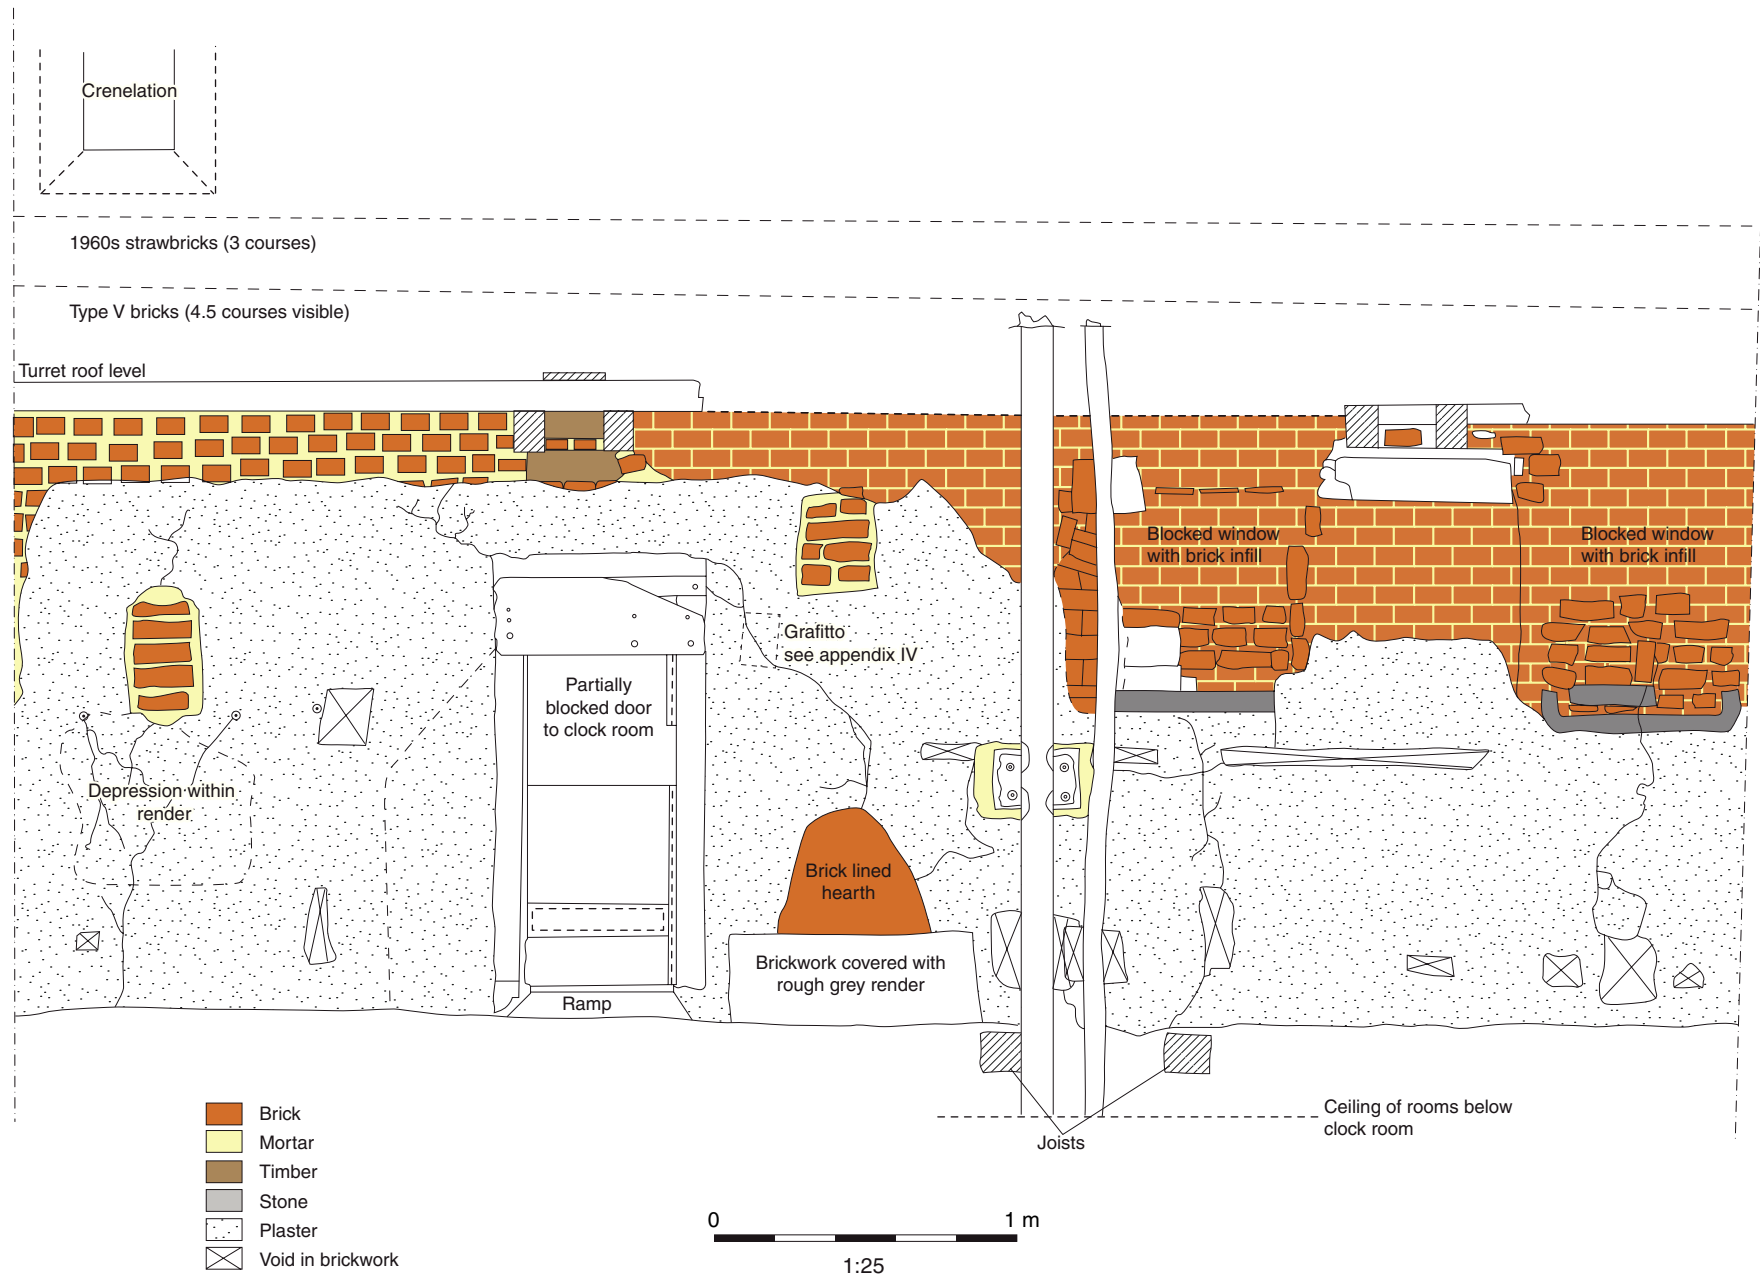 Crenelation
1960s strawbricks (3 courses)
Type V bricks (4.5 courses visible)
Turret roof level
Blocked window
with brick infill
Blocked window
with brick infill
Grafitto
see appendix IV
Partially
blocked door
to clock room
Depression within
render
Brick lined
hearth
Brickwork covered with
rough grey render
Ramp
Joists
Ceiling of rooms below
clock room
Brick
Mortar
Timber
Stone
Plaster
Void in brickwork
0 1 m
1:25